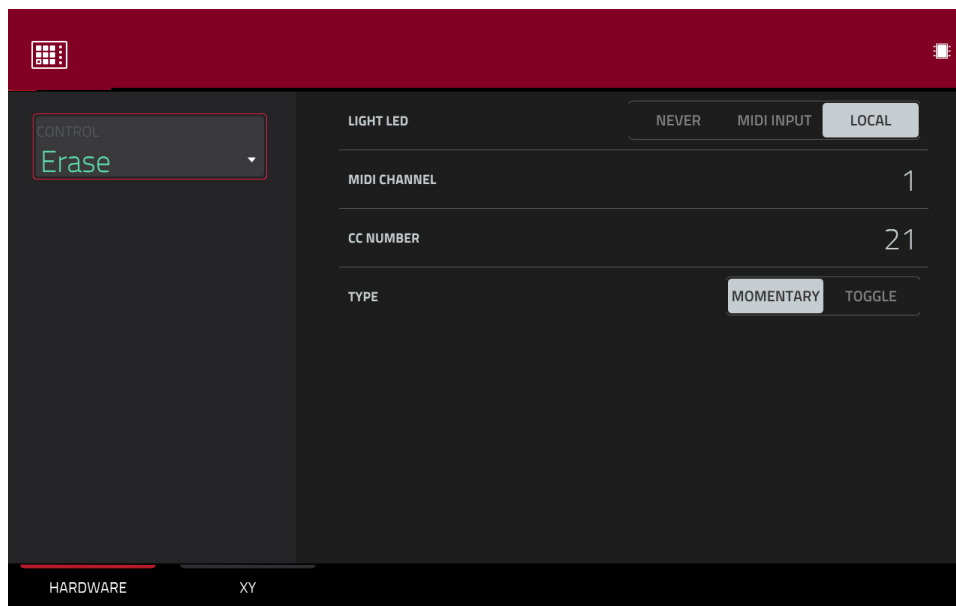 CONTROL
Erase
LIGHT LED NEVER MIDI INPUT LOCAL
MIDI CHANNEL 1
CC NUMBER 21
TYPE MOMENTARY TOGGLE
HARDWARE XY